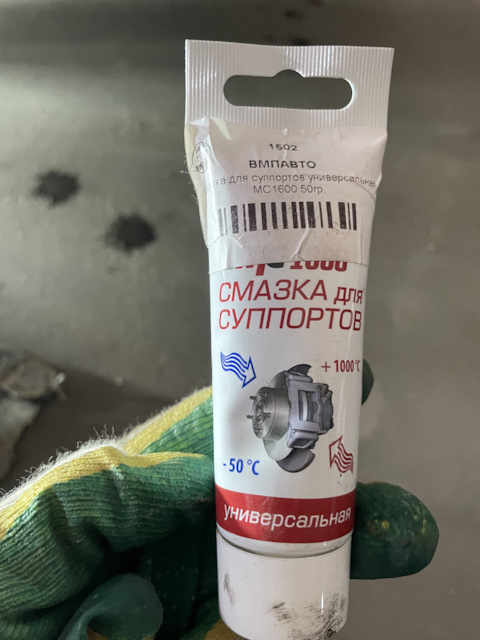 1502
ВМПАВТО
для суппортов универсальная
МС1600 50гр.
СМАЗКА для
СУППОРТОВ
+ 1000 °C
- 50 °C
универсальная